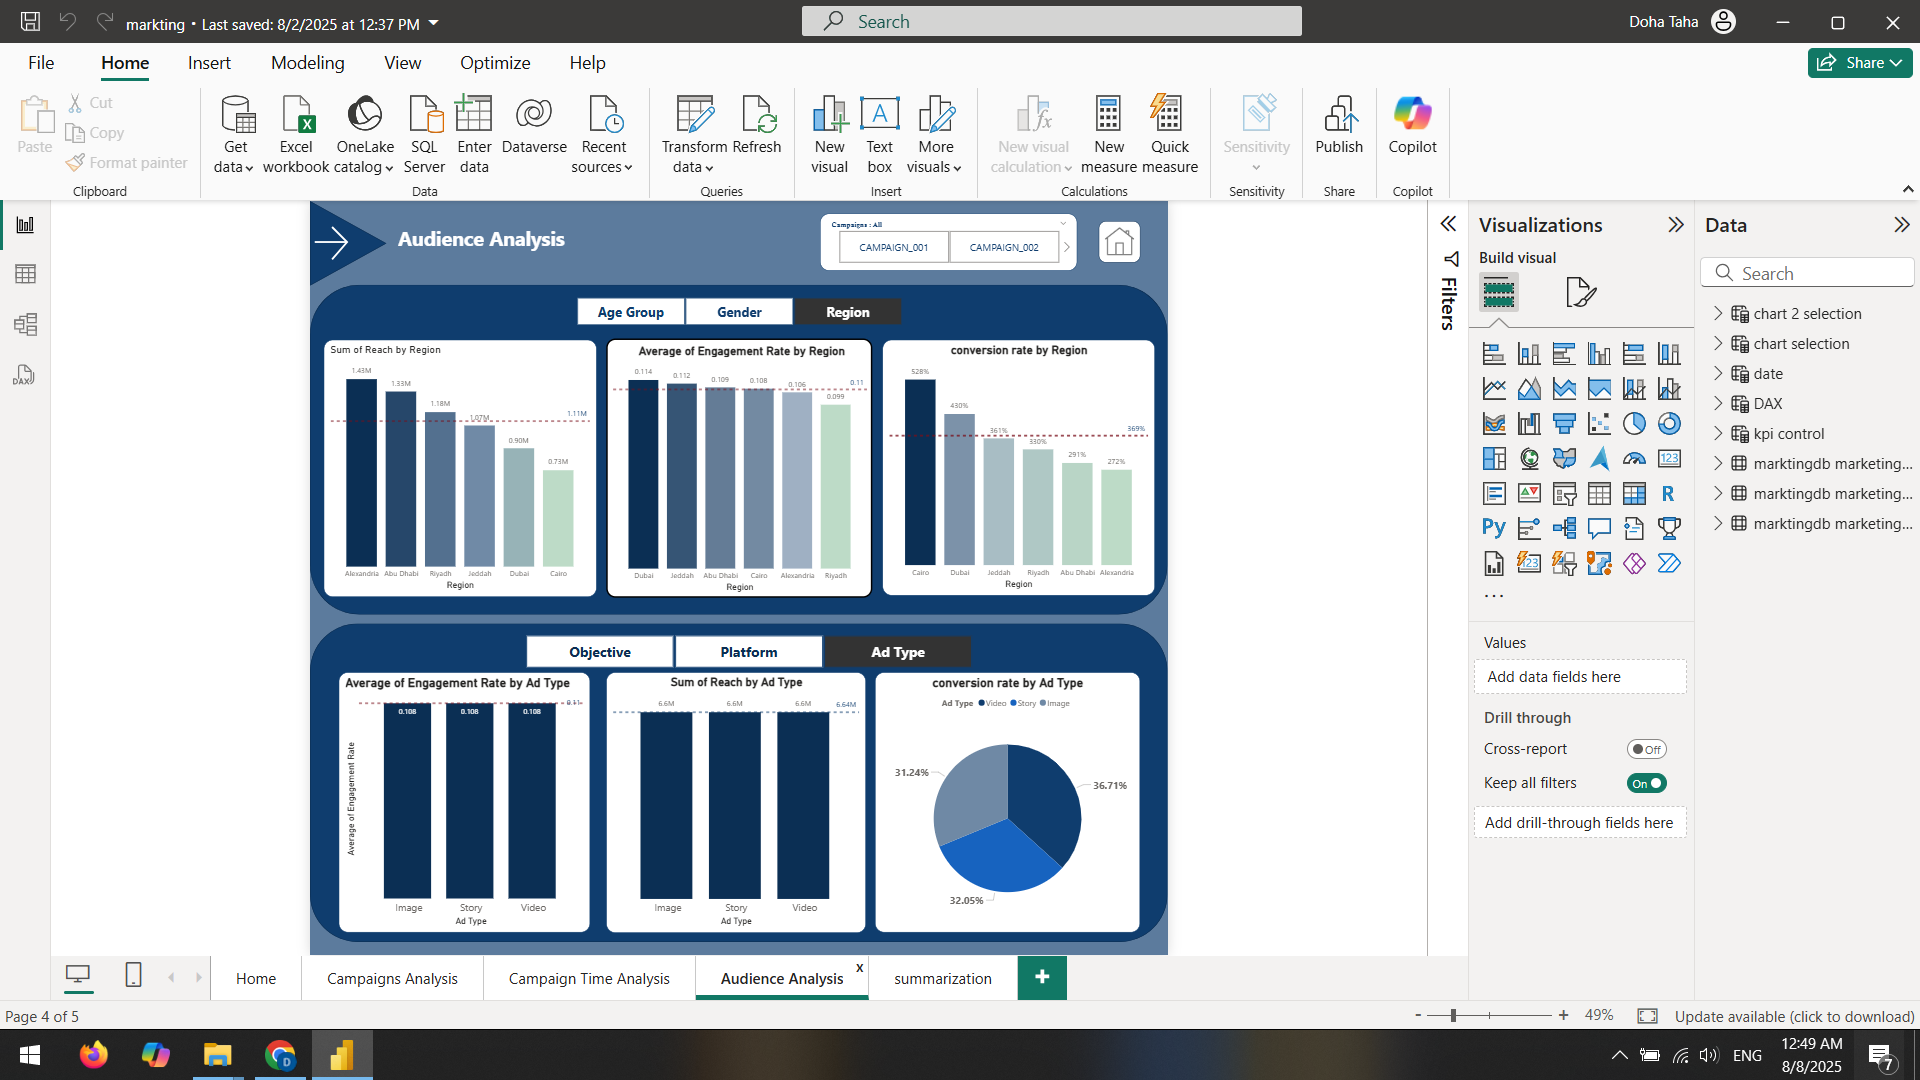 markting • Last saved: 8/2/2025 at 12:37 PM
Search
Doha Taha
File
Home
Insert
Modeling
View
Optimize
Help
Share
Paste
Cut
Copy
Format painter
Clipboard
Get data
Excel workbook
OneLake catalog
SQL Server
Enter data
Dataverse
Recent sources
Data
Transform data
Refresh
Queries
New visual
Text box
More visuals
Insert
New visual calculation
New measure
Quick measure
Calculations
Sensitivity
Sensitivity
Publish
Share
Copilot
Copilot
Audience Analysis
Campaigns : All
CAMPAIGN_001
CAMPAIGN_002
Age Group
Gender
Region
Sum of Reach by Region
1.43M
1.33M
1.18M
1.07M
0.90M
0.73M
1.11M
Alexandria
Abu Dhabi
Riyadh
Jeddah
Dubai
Cairo
Region
Average of Engagement Rate by Region
0.114
0.112
0.109
0.108
0.106
0.099
0.11
Dubai
Jeddah
Abu Dhabi
Cairo
Alexandria
Riyadh
Region
conversion rate by Region
528%
430%
361%
330%
291%
272%
369%
Cairo
Dubai
Jeddah
Riyadh
Abu Dhabi
Alexandria
Region
Objective
Platform
Ad Type
Average of Engagement Rate by Ad Type
Average of Engagement Rate
0.108
0.108
0.108
0.11
Image
Story
Video
Ad Type
Sum of Reach by Ad Type
6.6M
6.6M
6.6M
6.64M
Image
Story
Video
Ad Type
conversion rate by Ad Type
Ad Type Video Story Image
31.24%
36.71%
32.05%
Filters
Visualizations
Build visual
123
R
Py
123
...
Values
Add data fields here
Drill through
Cross-report
Off
Keep all filters
On
Add drill-through fields here
Data
Search
chart 2 selection
chart selection
date
DAX
kpi control
marktingdb marketing...
marktingdb marketing...
marktingdb marketing...
DAX
Home
Campaigns Analysis
Campaign Time Analysis
Audience Analysis
x
summarization
+
Page 4 of 5
- + 49%
Update available (click to download)
D
ENG
12:49 AM
8/8/2025
7